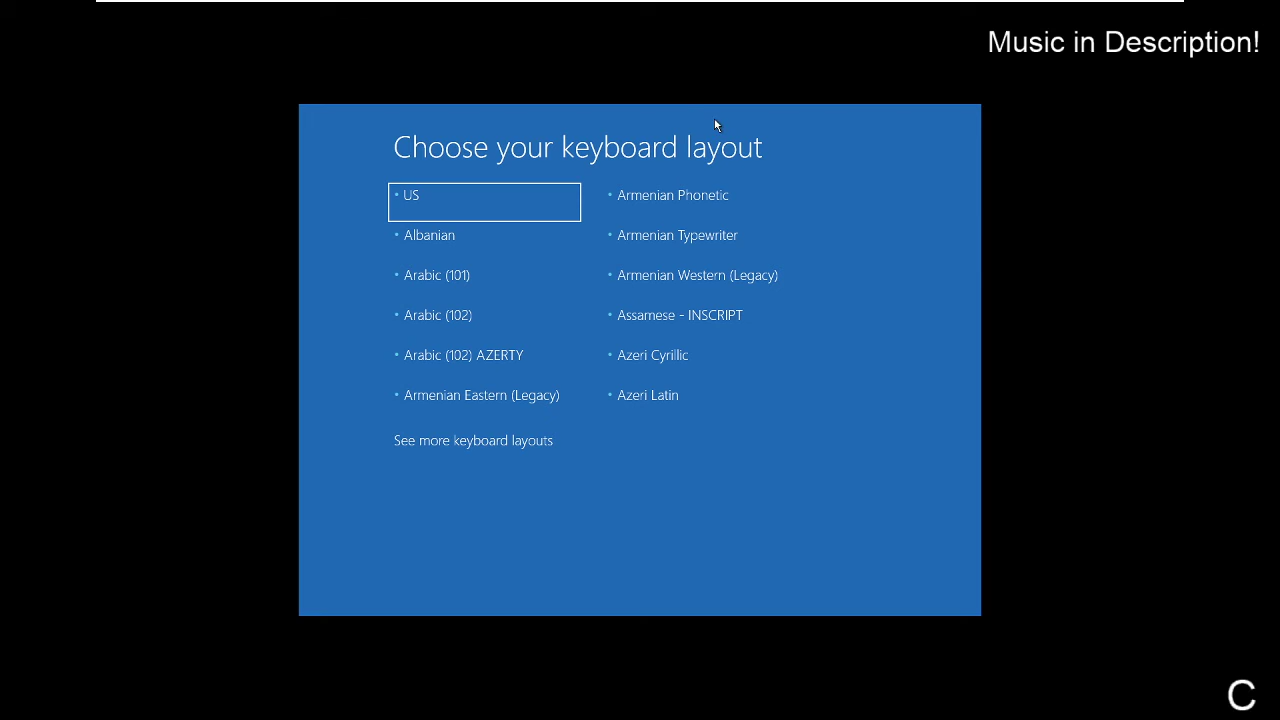 Music in Description!
Choose your keyboard layout
US
Albanian
Arabic (101)
Arabic (102)
Arabic (102) AZERTY
Armenian Eastern (Legacy)
Armenian Phonetic
Armenian Typewriter
Armenian Western (Legacy)
Assamese - INSCRIPT
Azeri Cyrillic
Azeri Latin
See more keyboard layouts
C